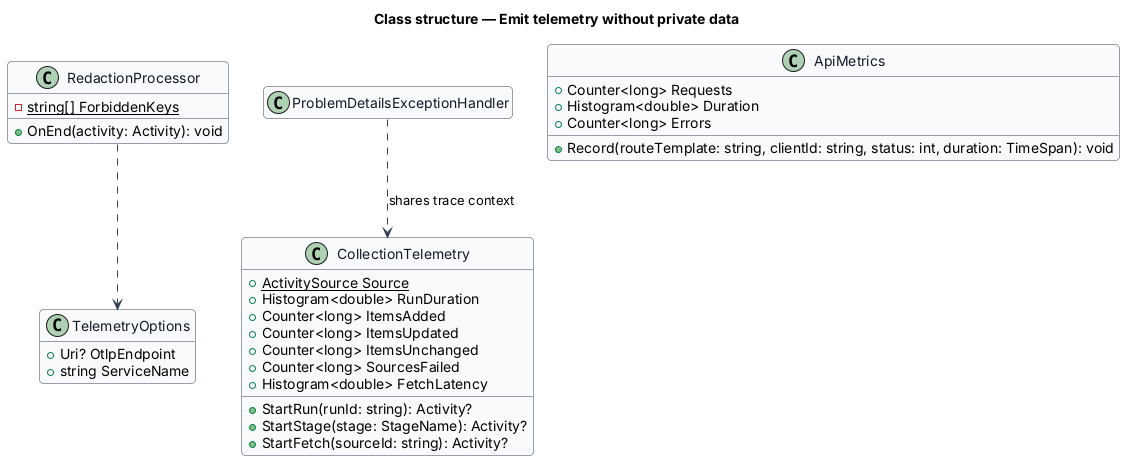 Class structure — Emit telemetry without private data
C RedactionProcessor
string[] ForbiddenKeys
OnEnd(activity: Activity): void
C ProblemDetailsExceptionHandler
C ApiMetrics
Counter<long> Requests
Histogram<double> Duration
Counter<long> Errors
Record(routeTemplate: string, clientId: string, status: int, duration: TimeSpan): void
shares trace context
C TelemetryOptions
Uri? OtlpEndpoint
string ServiceName
C CollectionTelemetry
ActivitySource Source
Histogram<double> RunDuration
Counter<long> ItemsAdded
Counter<long> ItemsUpdated
Counter<long> ItemsUnchanged
Counter<long> SourcesFailed
Histogram<double> FetchLatency
StartRun(runId: string): Activity?
StartStage(stage: StageName): Activity?
StartFetch(sourceId: string): Activity?